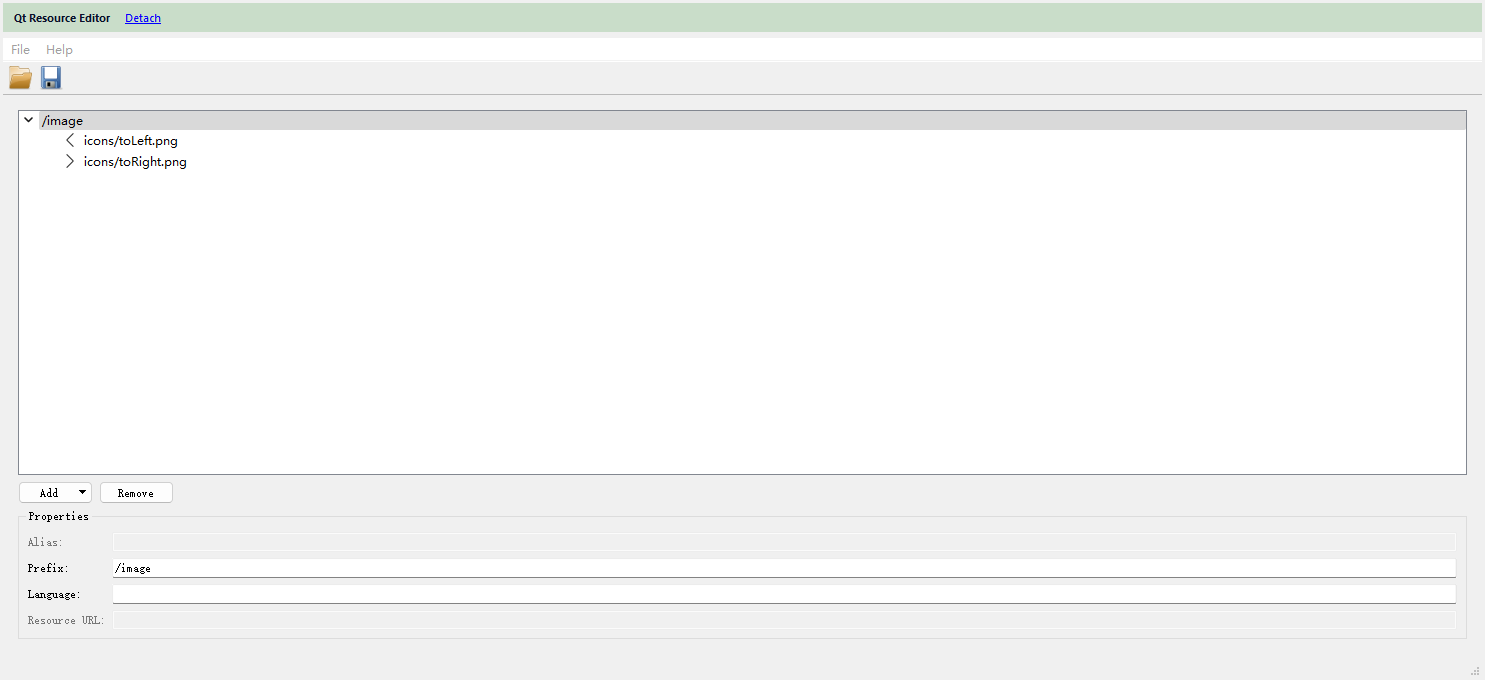 Qt Resource Editor Detach
File Help
/image
icons/toLeft.png
icons/toRight.png
Add Remove
Properties
Alias:
Prefix: /image
Language:
Resource URL: